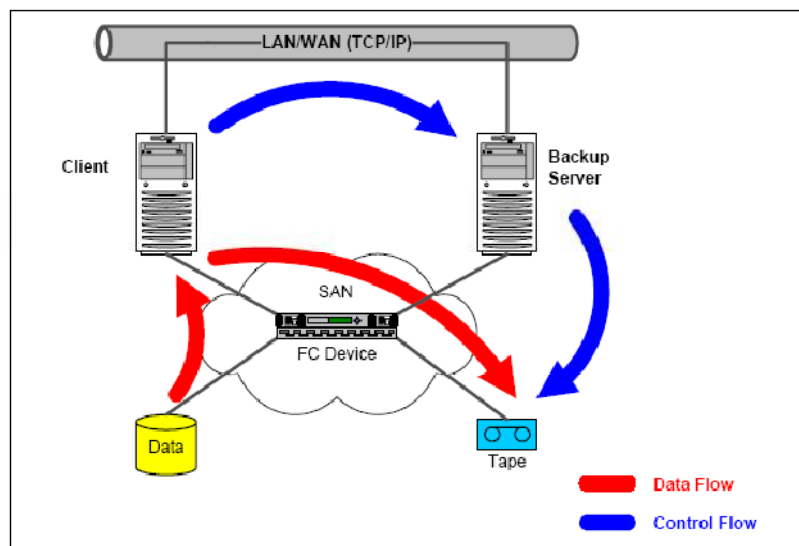 LAN/WAN (TCP/IP)
Client
Backup
Server
SAN
FC Device
Data
Tape
Data Flow
Control Flow